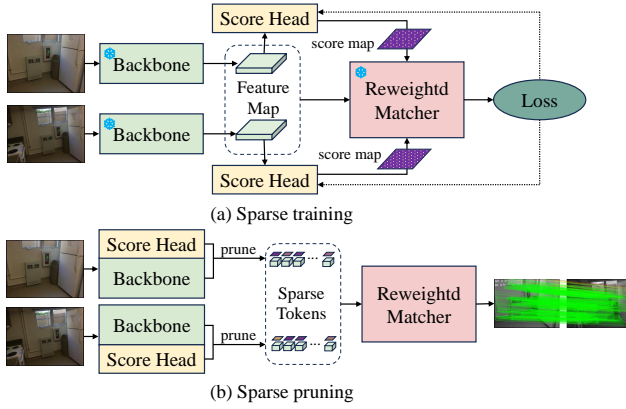 Score Head
score map
Backbone
Feature
Map
Reweightd
Matcher
Loss
Backbone
score map
Score Head
(a) Sparse training
Score Head
prune
Backbone
Sparse
Tokens
Reweightd
Matcher
Backbone
prune
Score Head
(b) Sparse pruning